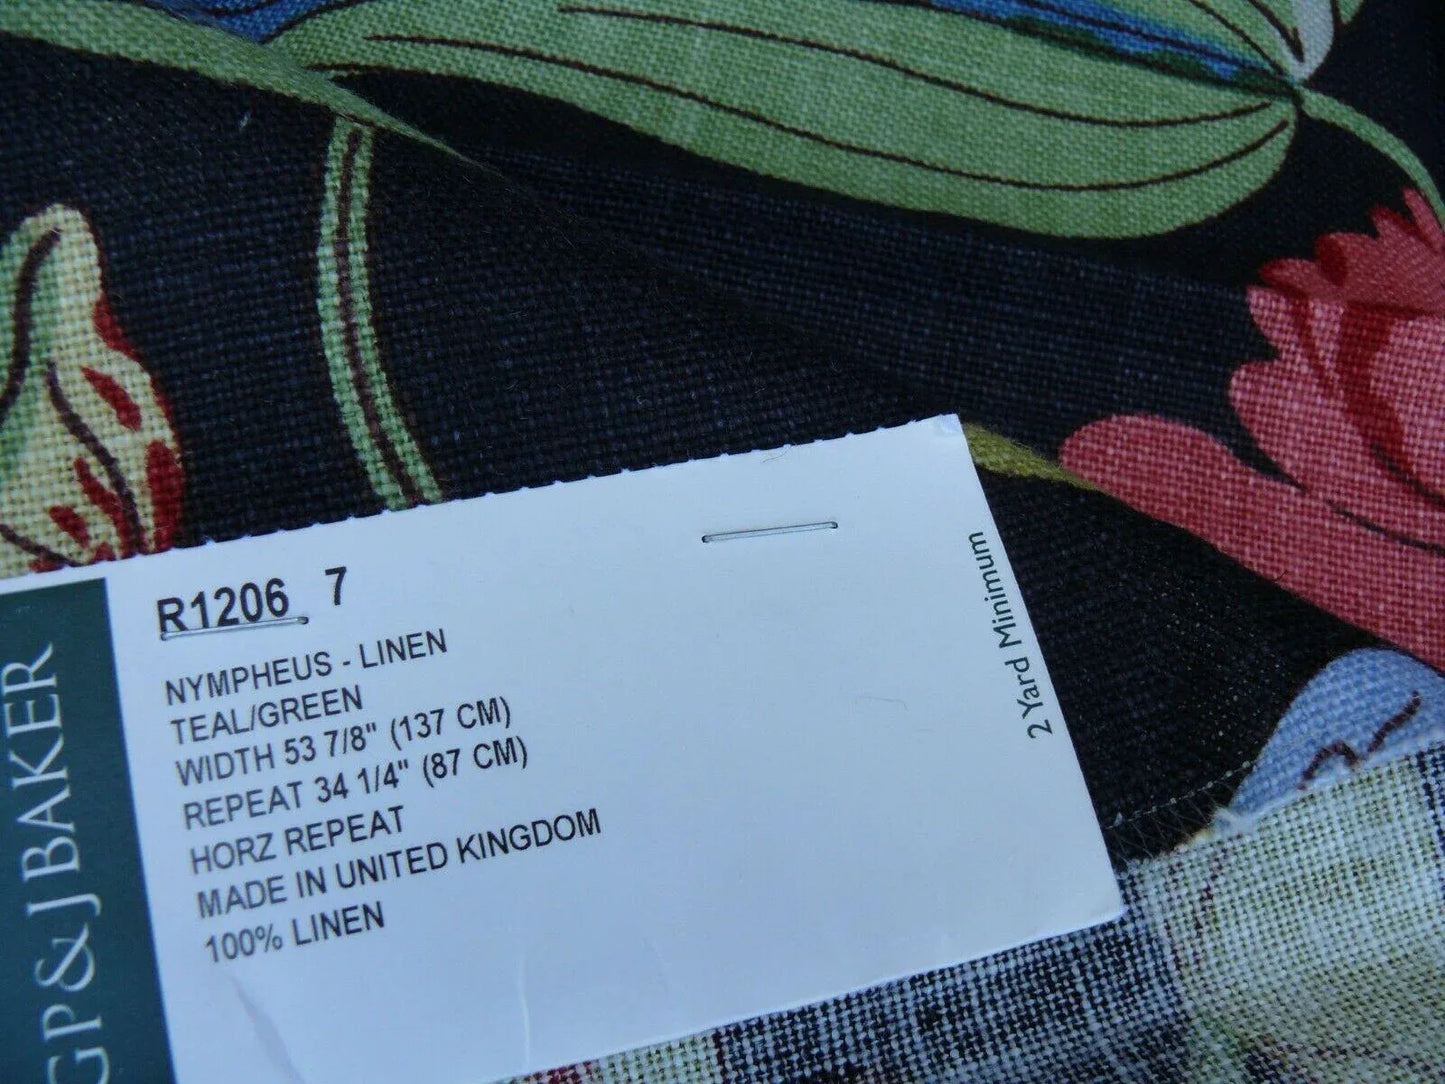 R1206 7
NYMPHEUS - LINEN
TEAL/GREEN
WIDTH 53 7/8" (137 CM)
REPEAT 34 1/4" (87 CM)
HORZ REPEAT
MADE IN UNITED KINGDOM
100% LINEN
2 Yard Minimum
GP & J BAKER